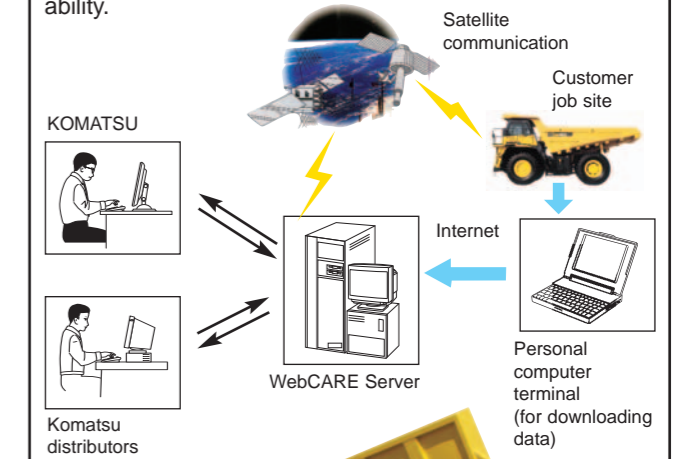 ability.
Satellite
communication
Customer
job site
KOMATSU
Internet
WebCARE Server
Personal
computer
terminal
(for downloading
data)
Komatsu
distributors